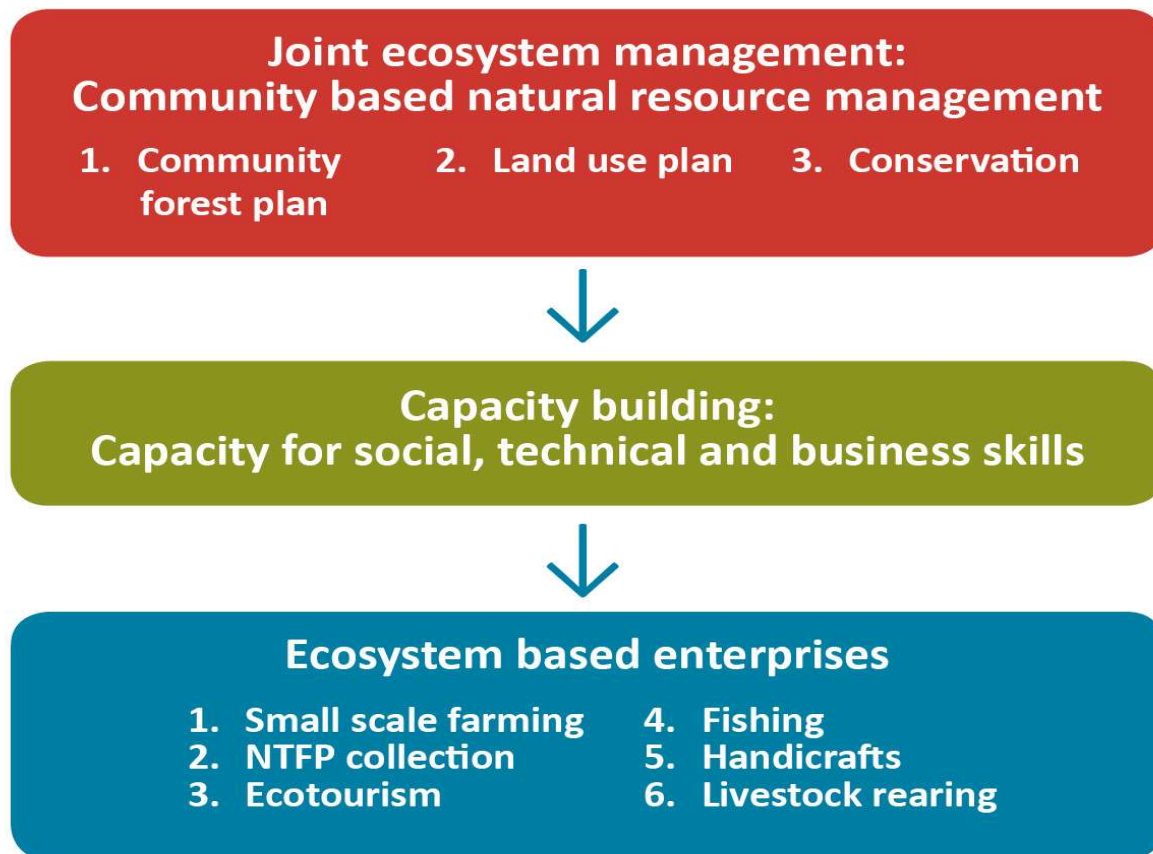 Joint ecosystem management:
Community based natural resource management
1. Community
forest plan
2. Land use plan
3. Conservation
Capacity building:
Capacity for social, technical and business skills
Ecosystem based enterprises
1. Small scale farming
2. NTFP collection
3. Ecotourism
4. Fishing
5. Handicrafts
6. Livestock rearing